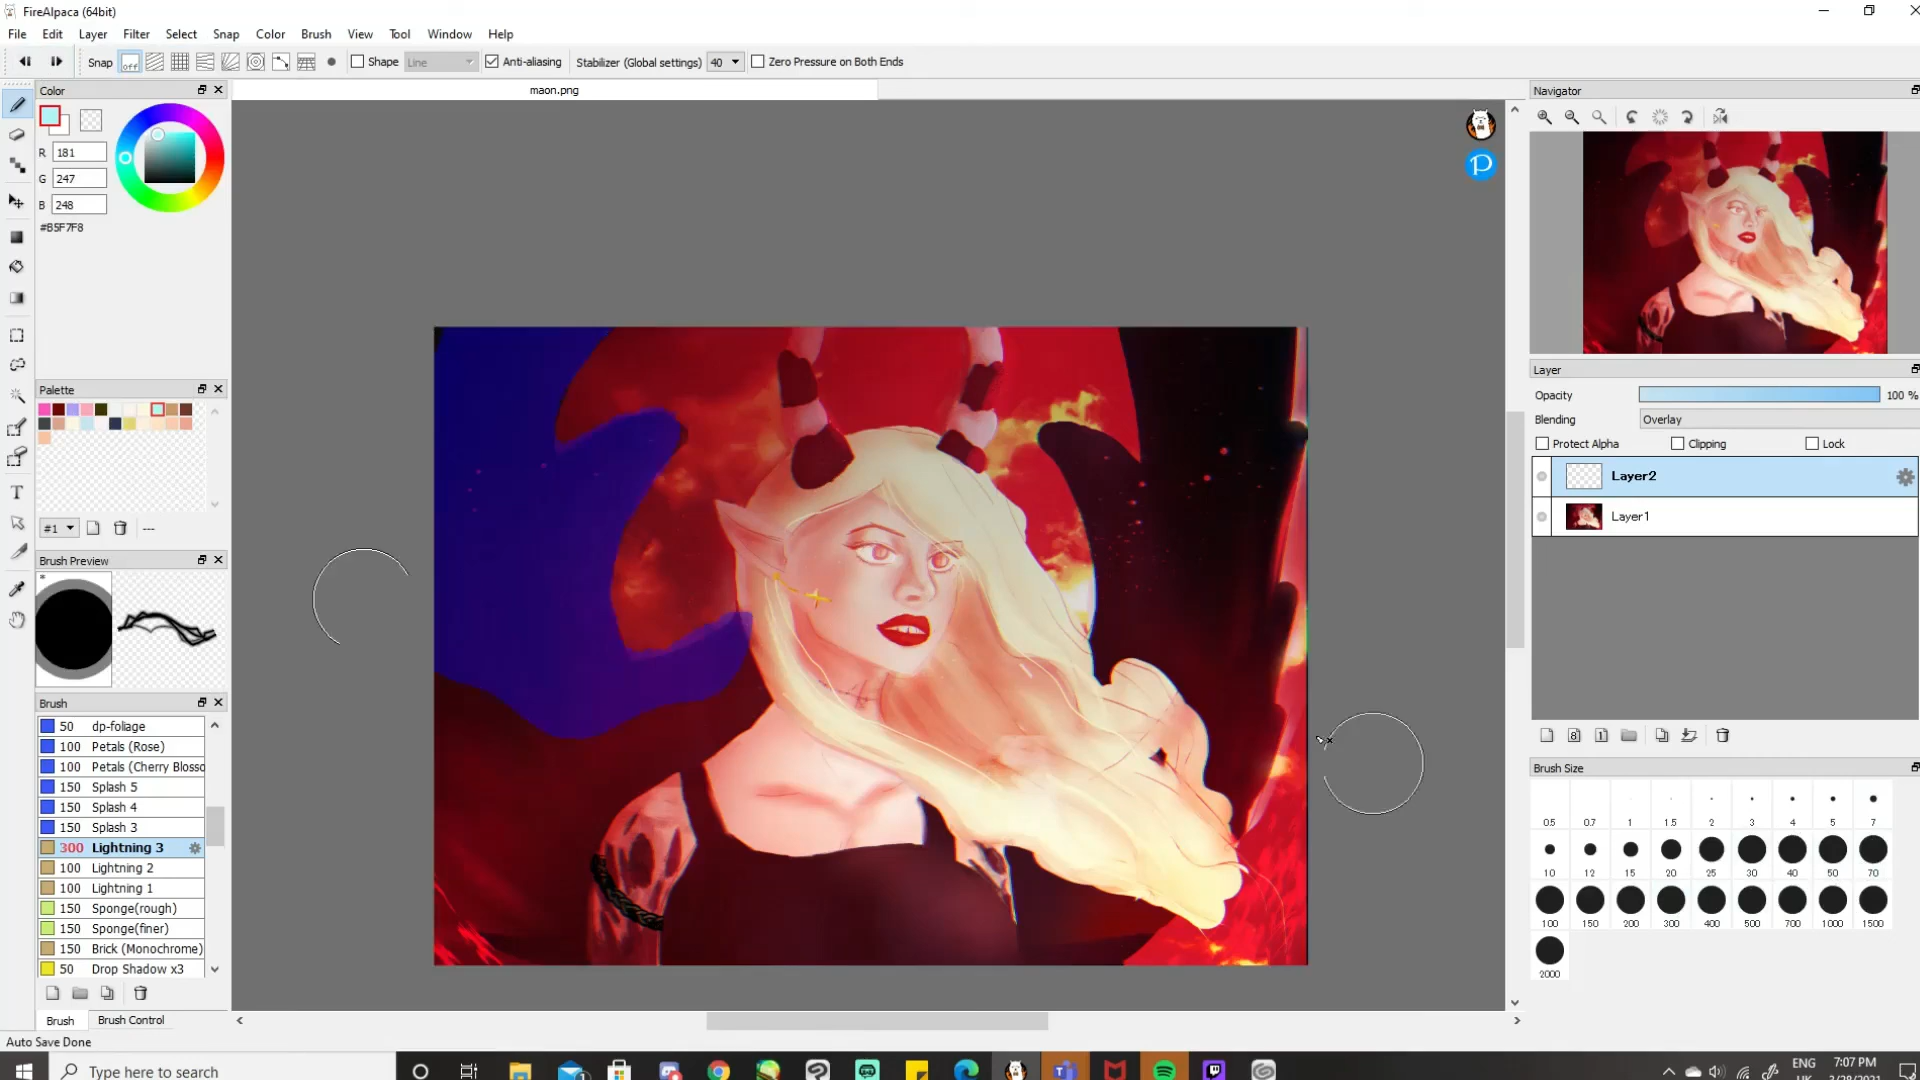 FireAlpaca (64bit)
File Edit Layer Filter Select Snap Color Brush View Tool Window Help
Snap off Shape Line Anti-aliasing Stabilizer (Global settings) 40 Zero Pressure on Both Ends
Color
maon.png
Navigator
R 181
G 247
B 248
#B5F7F8
Layer
Opacity 100 %
Blending Overlay
Protect Alpha Clipping Lock
Layer2
Layer1
Palette
#1 ---
Brush Preview
Brush
50 dp-foliage
100 Petals (Rose)
100 Petals (Cherry Blosso
150 Splash 5
150 Splash 4
150 Splash 3
300 Lightning 3
100 Lightning 2
100 Lightning 1
150 Sponge(rough)
150 Sponge(finer)
150 Brick (Monochrome)
50 Drop Shadow x3
Brush Brush Control
Brush Size
0.5 0.7 1 1.5 2 3 4 5 7
10 12 15 20 25 30 40 50 70
100 150 200 300 400 500 700 1000 1500
2000
Auto Save Done
Type here to search
ENG
7:07 PM